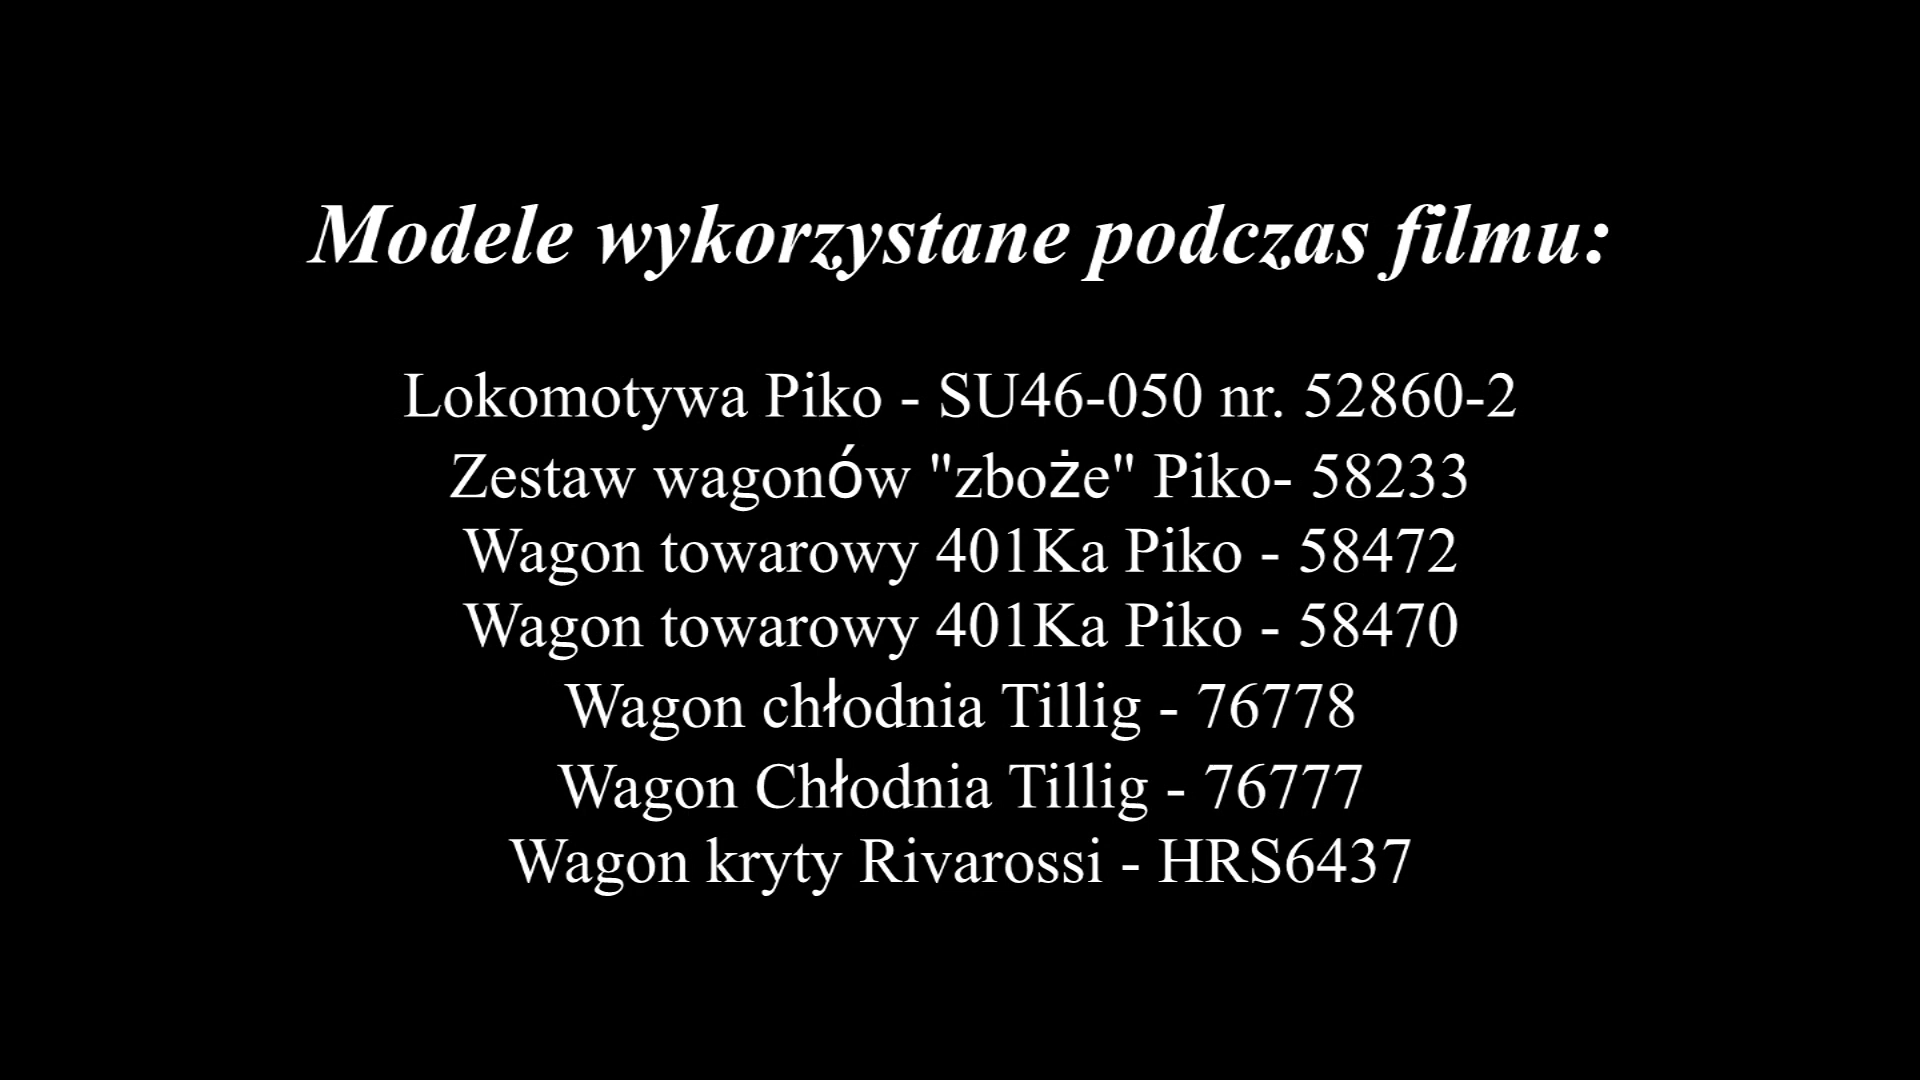 Modele wykorzystane podczas filmu:
Lokomotywa Piko - SU46-050 nr. 52860-2
Zestaw wagonów "zboże" Piko- 58233
Wagon towarowy 401Ka Piko - 58472
Wagon towarowy 401Ka Piko - 58470
Wagon chłodnia Tillig - 76778
Wagon Chłodnia Tillig - 76777
Wagon kryty Rivarossi - HRS6437